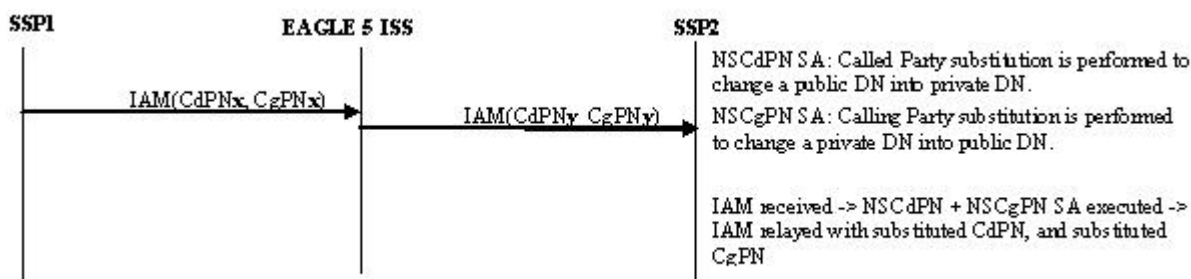 SSP1
EAGLE 5 ISS
SSP2
IAM(CdPNx, CgPNx)
IAM(CdPNy, CgPNy)
NSCdPN SA: Called Party substitution is performed to
change a public DN into private DN.
NSCgPN SA: Calling Party substitution is performed
to change a private DN into public DN.
IAM received -> NSCdPN + NSCgPN SA executed ->
IAM relayed with substituted CdPN, and substituted
CgPN